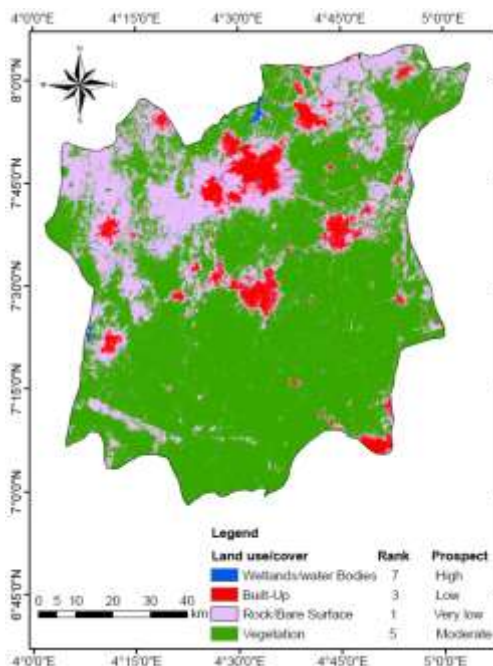 4°0'0"E 4°15'0"E 4°30'0"E 4°45'0"E 5°0'0"E
8°0'0"N
7°45'0"N
7°30'0"N
7°15'0"N
7°0'0"N
6°45'0"N
Legend
Land use/cover Rank Prospect
Wetlands/water Bodies 7 High
Built-Up 3 Low
Rock/Bare Surface 1 Very low
Vegetation 5 Moderate
0 5 10 20 30 40
km
4°0'0"E 4°15'0"E 4°30'0"E 4°45'0"E 5°0'0"E